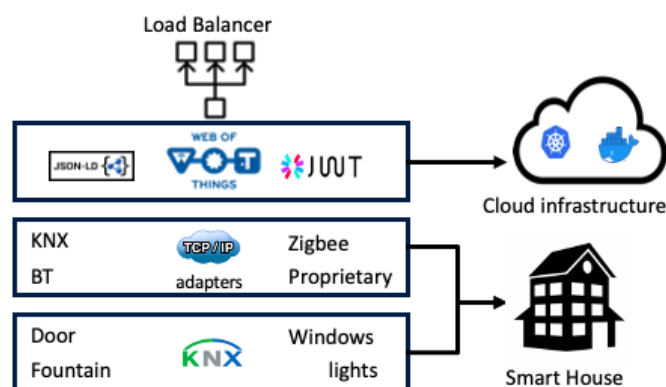 Load Balancer
JSON-LD
WEB OF
WOT
THINGS
JWT
Cloud infrastructure
KNX
TCP/IP
Zigbee
BT
adapters
Proprietary
Door
KNX
Windows
Fountain
lights
Smart House